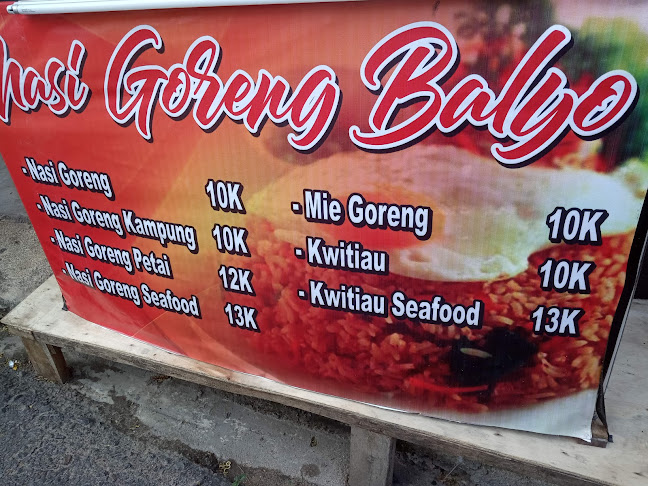 nasi Goreng Balyo
- Nasi Goreng 10K
- Nasi Goreng Kampung 10K
- Nasi Goreng Petai 12K
- Nasi Goreng Seafood 13K
- Mie Goreng 10K
- Kwitiau 10K
- Kwitiau Seafood 13K